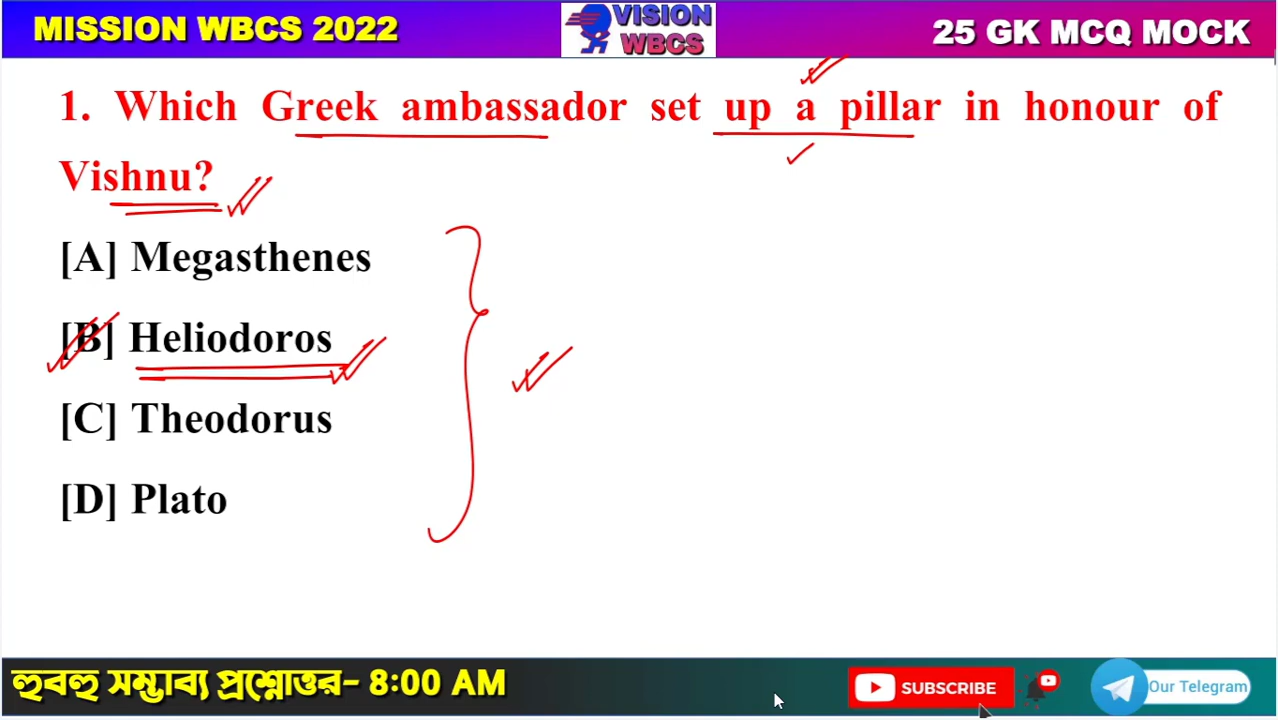 MISSION WBCS 2022
VISION
WBCS
25 GK MCQ MOCK
1. Which Greek ambassador set up a pillar in honour of
Vishnu?
[A] Megasthenes
[B] Heliodoros
[C] Theodorus
[D] Plato
হুবহু সম্ভাব্য প্রশ্নোত্তর- 8:00 AM
SUBSCRIBE
Our Telegram